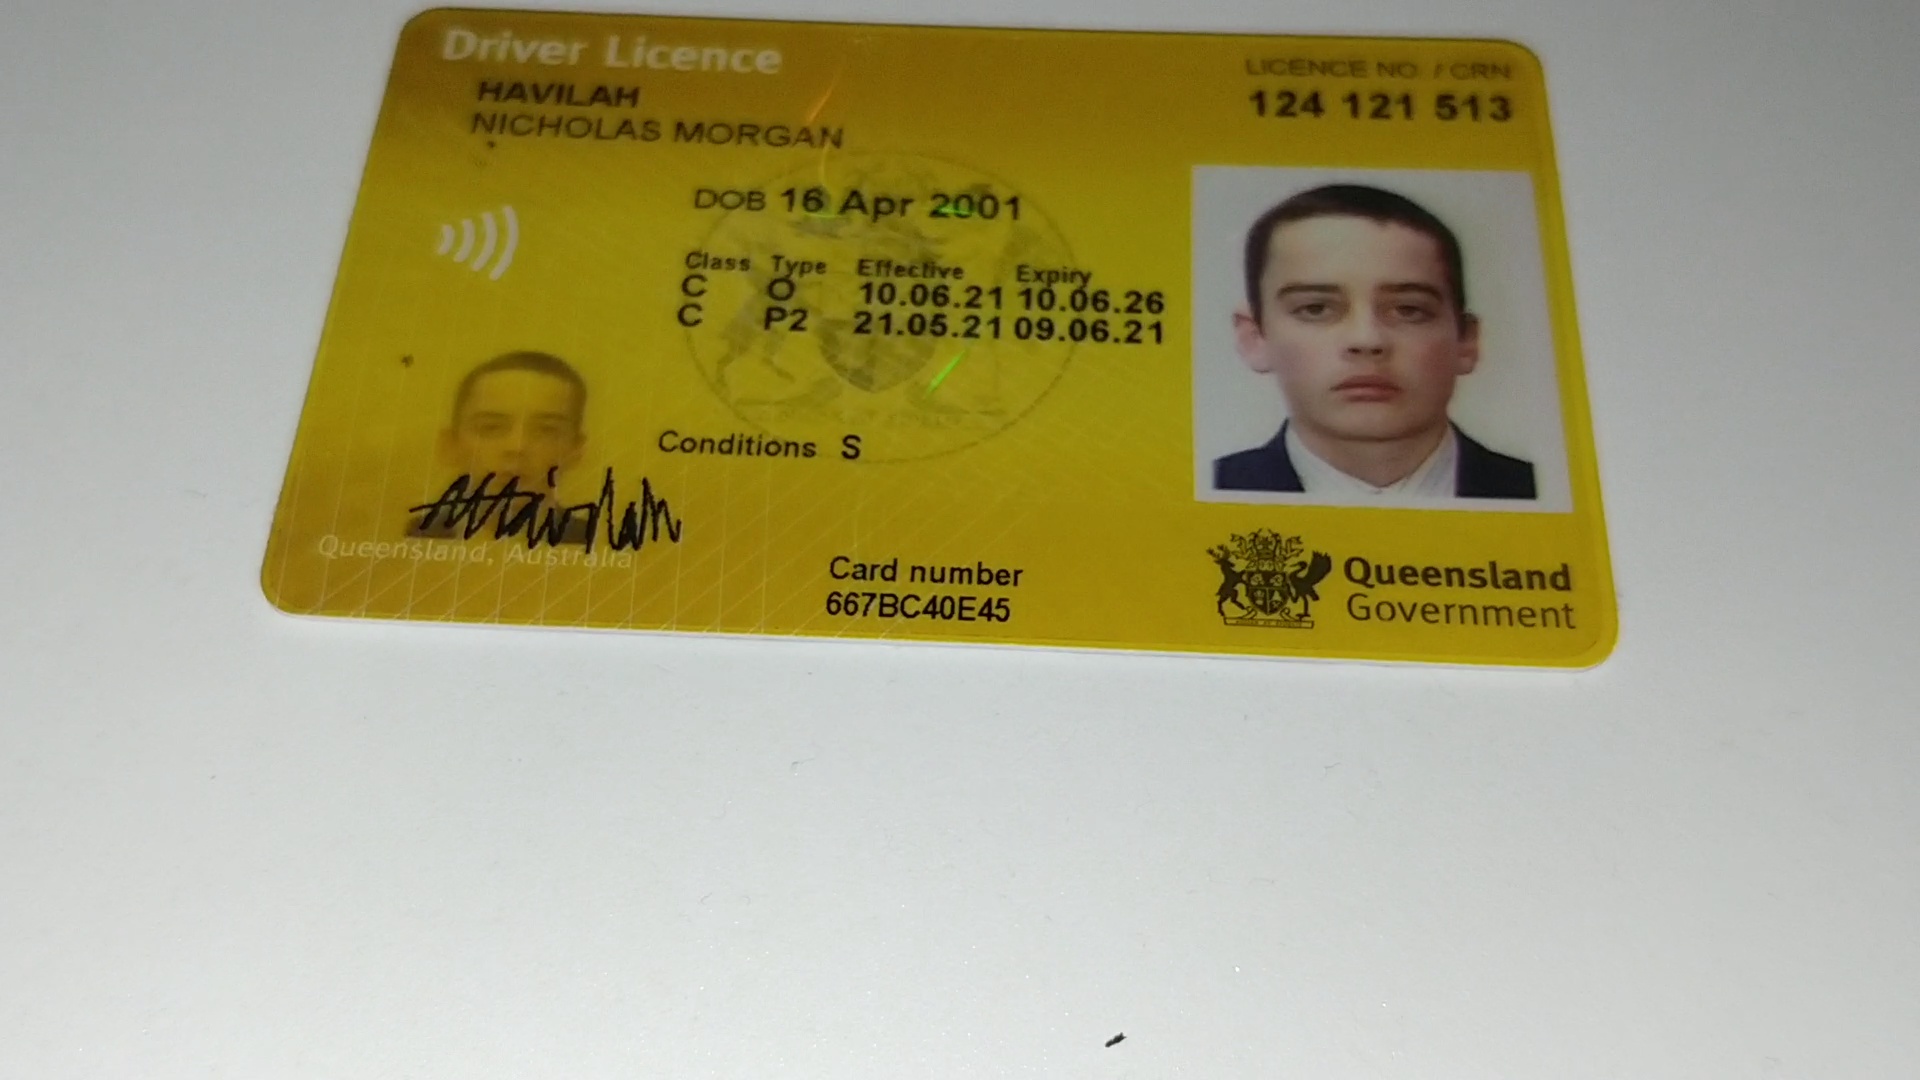 Driver Licence
HAVILAH
NICHOLAS MORGAN
LICENCE NO. / CRN
124 121 513
DOB 16 Apr 2001
Class Type Effective Expiry
C O 10.06.21 10.06.26
C P2 21.05.21 09.06.21
Conditions S
Queensland, Australia
Card number
667BC40E45
Queensland
Government